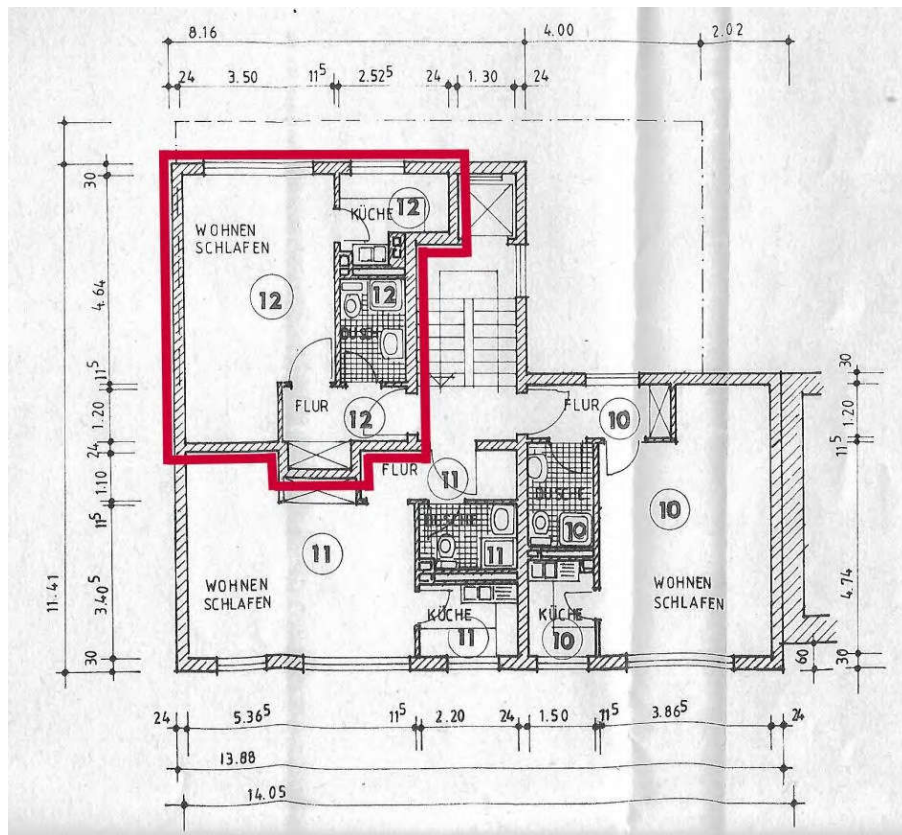 8.16 4.00 2.02
24 3.50 11⁵ 2.52⁵ 24 1.30 24
30
4.64
11⁵
1.20
24
1.10
11⁵
3.40⁵
30
11.41
WOHNEN
SCHLAFEN
12
KÜCHE
12
12
DUSCHE
FLUR
12
FLUR
11
DUSCHE
11
11
WOHNEN
SCHLAFEN
KÜCHE
11
FLUR
10
DUSCHE
10
10
WOHNEN
SCHLAFEN
KÜCHE
10
30
1.20
11⁵
4.74
30
60
24 5.36⁵ 11⁵ 2.20 24 1.50 11⁵ 3.86⁵ 24
13.88
14.05